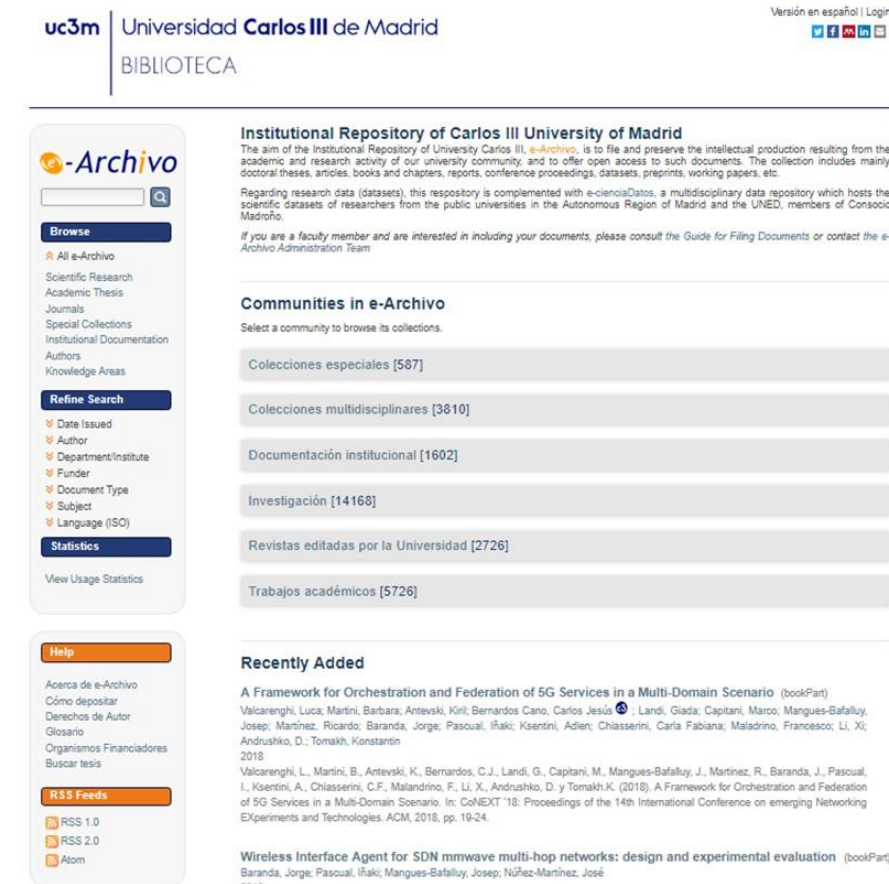 uc3m Universidad Carlos III de Madrid
BIBLIOTECA
Versión en español | Login
e-Archivo
Browse
All e-Archivo
Scientific Research
Academic Thesis
Journals
Special Collections
Institutional Documentation
Authors
Knowledge Areas
Refine Search
Date Issued
Author
Department/Institute
Funder
Document Type
Subject
Language (ISO)
Statistics
View Usage Statistics
Help
Acerca de e-Archivo
Cómo depositar
Derechos de Autor
Glosario
Organismos Financiadores
Buscar tesis
RSS Feeds
RSS 1.0
RSS 2.0
Atom
Institutional Repository of Carlos III University of Madrid
The aim of the Institutional Repository of University Carlos III, e-Archivo, is to file and preserve the intellectual production resulting from the
academic and research activity of our university community, and to offer open access to such documents. The collection includes mainly
doctoral theses, articles, books and chapters, reports, conference proceedings, datasets, preprints, working papers, etc.
Regarding research data (datasets), this respository is complemented with e-cienciaDatos, a multidisciplinary data repository which hosts the
scientific datasets of researchers from the public universities in the Autonomous Region of Madrid and the UNED, members of Consocio
Madroño.
If you are a faculty member and are interested in including your documents, please consult the Guide for Filing Documents or contact the e-
Archivo Administration Team
Communities in e-Archivo
Select a community to browse its collections.
Colecciones especiales [587]
Colecciones multidisciplinares [3810]
Documentación institucional [1602]
Investigación [14168]
Revistas editadas por la Universidad [2726]
Trabajos académicos [5726]
Recently Added
A Framework for Orchestration and Federation of 5G Services in a Multi-Domain Scenario (bookPart)
Valcarenghi, Luca; Martini, Barbara; Antevski, Kiril; Bernardos Cano, Carlos Jesús ; Landi, Giada; Capitani, Marco; Mangues-Bafalluy,
Josep; Martínez, Ricardo; Baranda, Jorge; Pascual, Iñaki; Ksentini, Adlen; Chiasserini, Carla Fabiana; Maladrino, Francesco; Li, Xi;
Andrushko, D.; Tomakh, Konstantin
2018
Valcarenghi, L., Martini, B., Antevski, K., Bernardos, C.J., Landi, G., Capitani, M., Mangues-Bafalluy, J., Martinez, R., Baranda, J., Pascual,
I., Ksentini, A., Chiasserini, C.F., Malandrino, F., Li, X., Andrushko, D. y Tomakh.K. (2018). A Framework for Orchestration and Federation
of 5G Services in a Multi-Domain Scenario. In: CoNEXT '18: Proceedings of the 14th International Conference on emerging Networking
EXperiments and Technologies. ACM, 2018, pp. 19-24.
Wireless Interface Agent for SDN mmwave multi-hop networks: design and experimental evaluation (bookPart)
Baranda, Jorge; Pascual, Iñaki; Mangues-Bafalluy, Josep; Núñez-Martínez, José